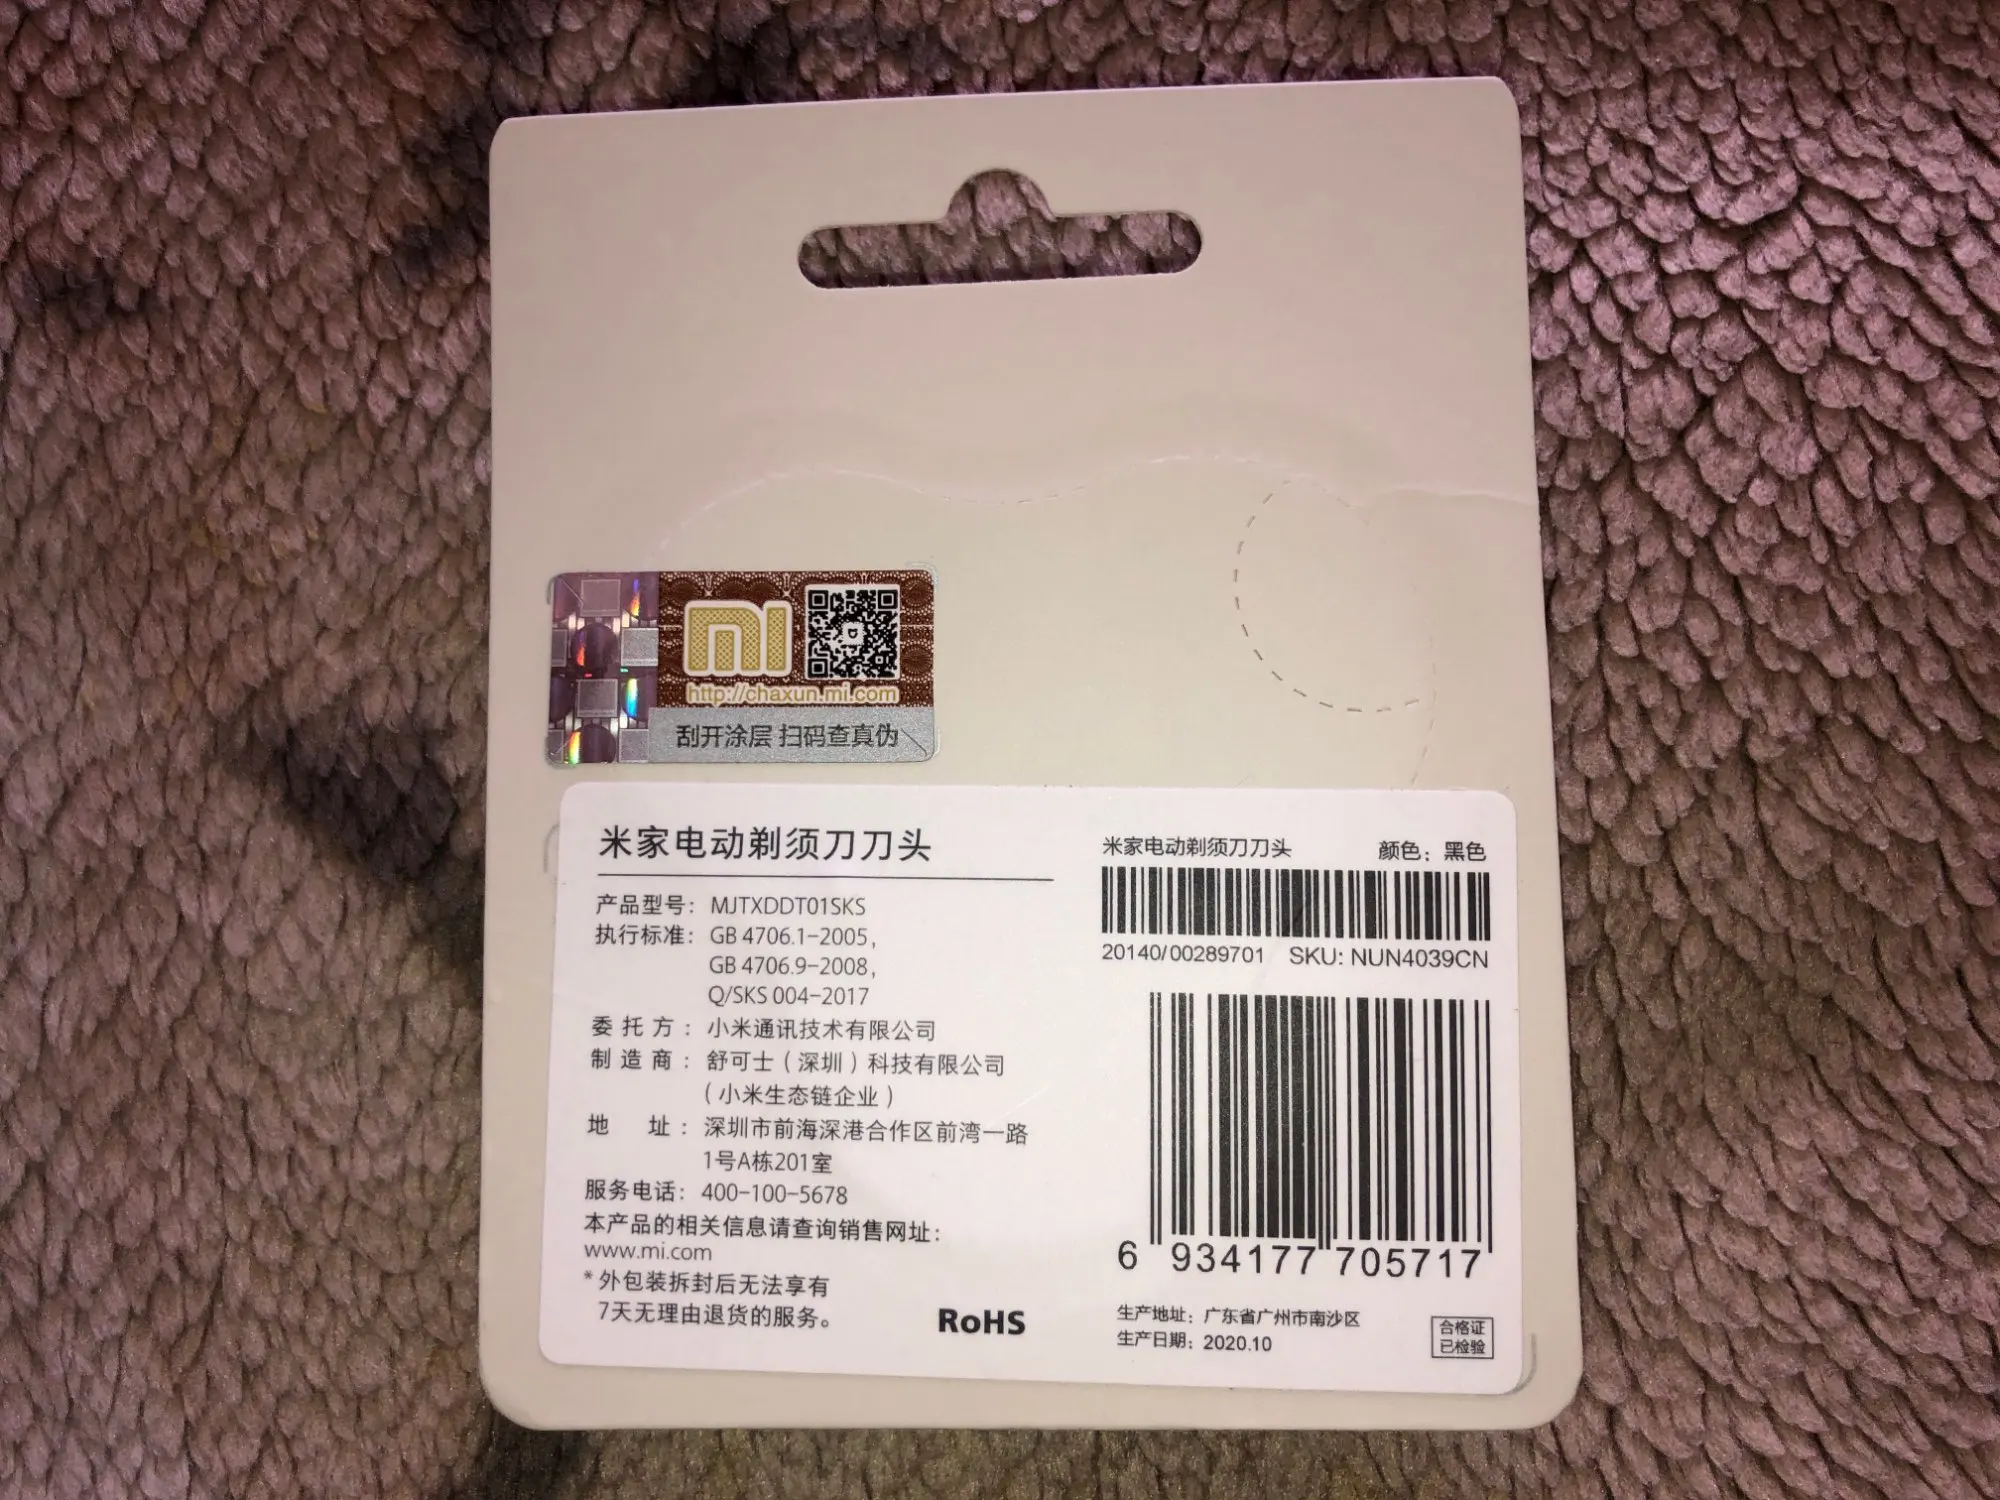 mi
http://chaxun.mi.com
刮开涂层 扫码查真伪
米家电动剃须刀刀头
产品型号: MJTXDDT01SKS
执行标准: GB 4706.1-2005,
GB 4706.9-2008,
Q/SKS 004-2017
委托方: 小米通讯技术有限公司
制造商: 舒可士(深圳)科技有限公司
(小米生态链企业)
地 址: 深圳市前海深港合作区前湾一路
1号A栋201室
服务电话: 400-100-5678
本产品的相关信息请查询销售网址:
www.mi.com
*外包装拆封后无法享有
7天无理由退货的服务。
RoHS
米家电动剃须刀刀头 颜色: 黑色
20140/00289701 SKU: NUN4039CN
6 934177 705717
生产地址: 广东省广州市南沙区
生产日期: 2020.10
合格证
已检验